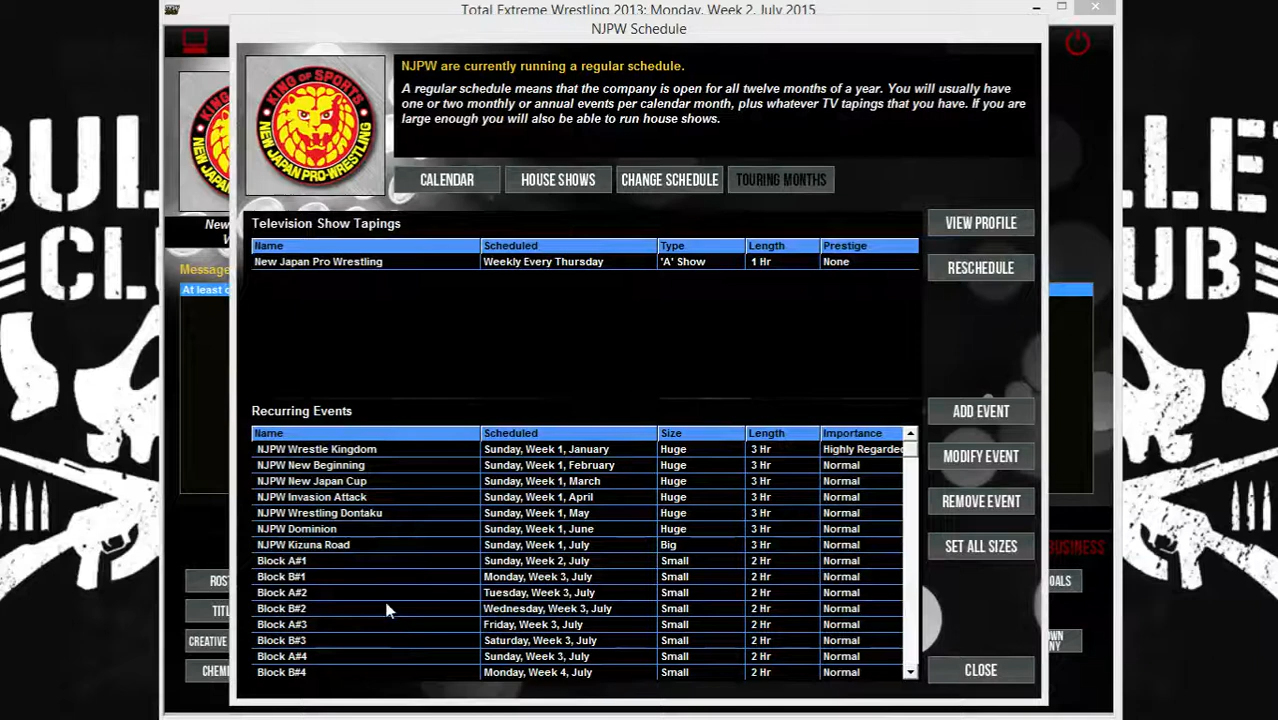 Total Extreme Wrestling 2013: Monday, Week 2, July 2015
NJPW Schedule
KING OF SPORTS
NEW JAPAN PRO-WRESTLING
NJPW are currently running a regular schedule.
A regular schedule means that the company is open for all twelve months of a year. You will usually have
one or two monthly or annual events per calendar month, plus whatever TV tapings that you have. If you are
large enough you will also be able to run house shows.
CALENDAR HOUSE SHOWS CHANGE SCHEDULE TOURING MONTHS
Television Show Tapings
Name Scheduled Type Length Prestige
New Japan Pro Wrestling Weekly Every Thursday 'A' Show 1 Hr None
VIEW PROFILE
RESCHEDULE
Recurring Events
Name Scheduled Size Length Importance
NJPW Wrestle Kingdom Sunday, Week 1, January Huge 3 Hr Highly Regarded
NJPW New Beginning Sunday, Week 1, February Huge 3 Hr Normal
NJPW New Japan Cup Sunday, Week 1, March Huge 3 Hr Normal
NJPW Invasion Attack Sunday, Week 1, April Huge 3 Hr Normal
NJPW Wrestling Dontaku Sunday, Week 1, May Huge 3 Hr Normal
NJPW Dominion Sunday, Week 1, June Huge 3 Hr Normal
NJPW Kizuna Road Sunday, Week 1, July Big 3 Hr Normal
Block A#1 Sunday, Week 2, July Small 2 Hr Normal
Block B#1 Monday, Week 3, July Small 2 Hr Normal
Block A#2 Tuesday, Week 3, July Small 2 Hr Normal
Block B#2 Wednesday, Week 3, July Small 2 Hr Normal
Block A#3 Friday, Week 3, July Small 2 Hr Normal
Block B#3 Saturday, Week 3, July Small 2 Hr Normal
Block A#4 Sunday, Week 3, July Small 2 Hr Normal
Block B#4 Monday, Week 4, July Small 2 Hr Normal
ADD EVENT
MODIFY EVENT
REMOVE EVENT
SET ALL SIZES
CLOSE
New
Message
At least
BUSINESS
CREATIVE